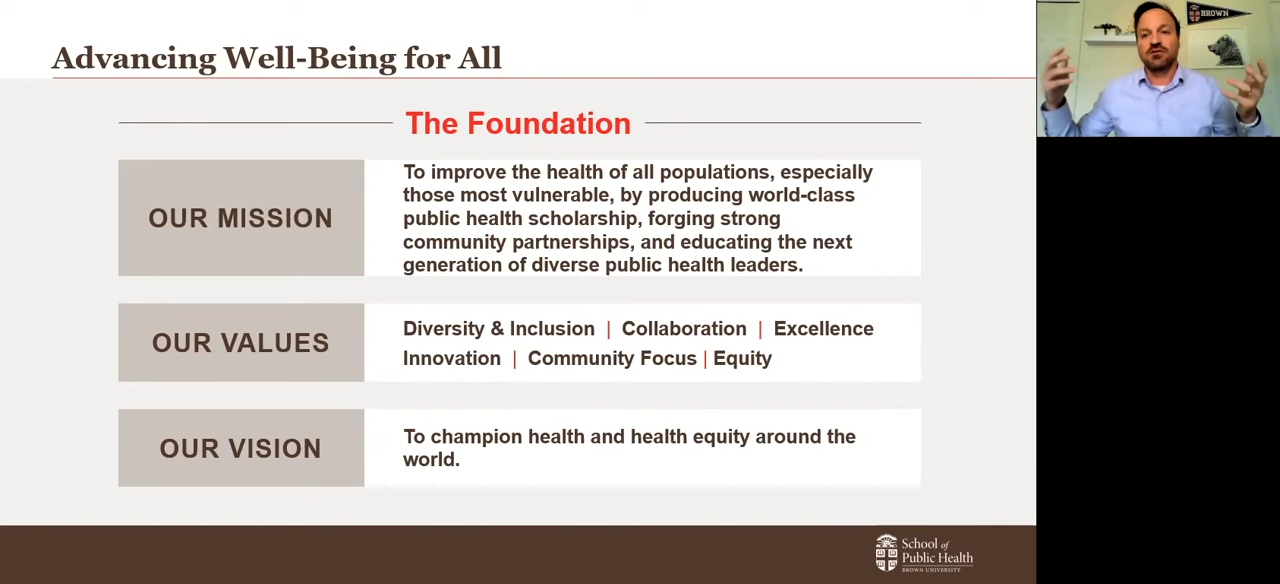 Advancing Well-Being for All
BROWN
The Foundation
OUR MISSION
To improve the health of all populations, especially
those most vulnerable, by producing world-class
public health scholarship, forging strong
community partnerships, and educating the next
generation of diverse public health leaders.
OUR VALUES
Diversity & Inclusion | Collaboration | Excellence
Innovation | Community Focus | Equity
OUR VISION
To champion health and health equity around the
world.
School of
Public Health
BROWN UNIVERSITY